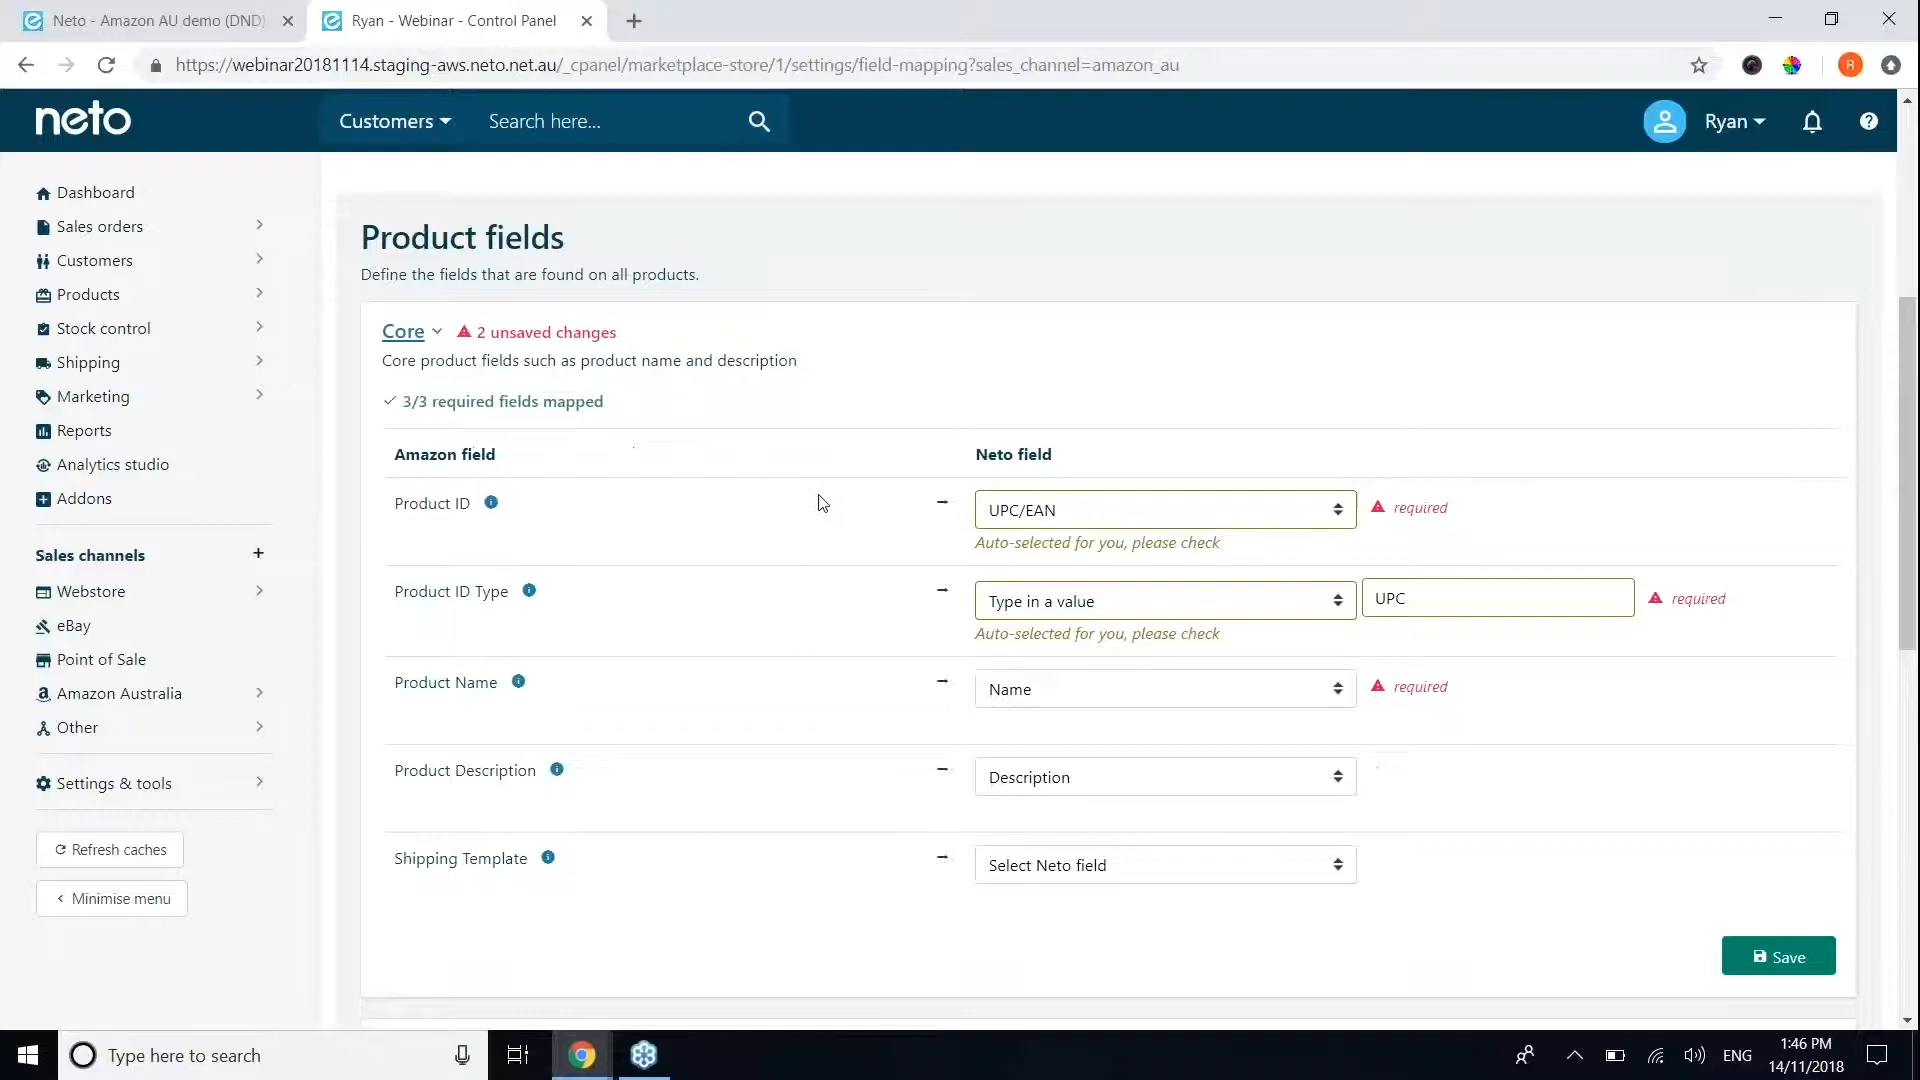 Neto - Amazon AU demo (DND)
Ryan - Webinar - Control Panel
https://webinar20181114.staging-aws.neto.net.au/_cpanel/marketplace-store/1/settings/field-mapping?sales_channel=amazon_au
R
neto
Customers
Search here...
Ryan
Dashboard
Sales orders
Customers
Products
Stock control
Shipping
Marketing
Reports
Analytics studio
Addons
Sales channels
Webstore
eBay
Point of Sale
Amazon Australia
Other
Settings & tools
Refresh caches
Minimise menu
Product fields
Define the fields that are found on all products.
Core 2 unsaved changes
Core product fields such as product name and description
3/3 required fields mapped
Amazon field Neto field
Product ID UPC/EAN required
Auto-selected for you, please check
Product ID Type Type in a value UPC required
Auto-selected for you, please check
Product Name Name required
Product Description Description
Shipping Template Select Neto field
Save
Type here to search
ENG
1:46 PM
14/11/2018